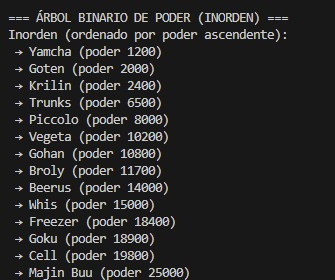 === ÁRBOL BINARIO DE PODER (INORDEN) ===
Inorden (ordenado por poder ascendente):
→ Yamcha (poder 1200)
→ Goten (poder 2000)
→ Krilin (poder 2400)
→ Trunks (poder 6500)
→ Piccolo (poder 8000)
→ Vegeta (poder 10200)
→ Gohan (poder 10800)
→ Broly (poder 11700)
→ Beerus (poder 14000)
→ Whis (poder 15000)
→ Freezer (poder 18400)
→ Goku (poder 18900)
→ Cell (poder 19800)
→ Majin Buu (poder 25000)